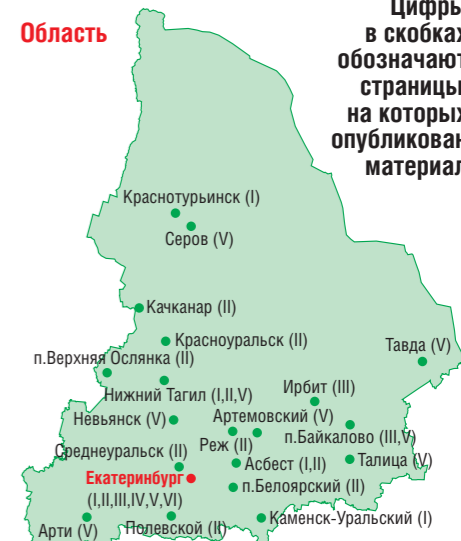 Область
Цифры
в скобках
обозначают
страницы,
на которых
опубликован
материал
Краснотурьинск (I)
Серов (V)
Качканар (II)
Красноуральск (II)
Тавда (V)
п.Верхняя Ослянка (II)
Нижний Тагил (I,II,V)
Ирбит (III)
Невьянск (V)
Артемовский (V)
п.Байкалово (III,V)
Среднеуральск (II)
Реж (II)
Асбест (I,II)
Талица (V)
Екатеринбург
(I,II,III,IV,V,VI)
п.Белоярский (II)
Арти (V)
Полевской (II)
Каменск-Уральский (I)